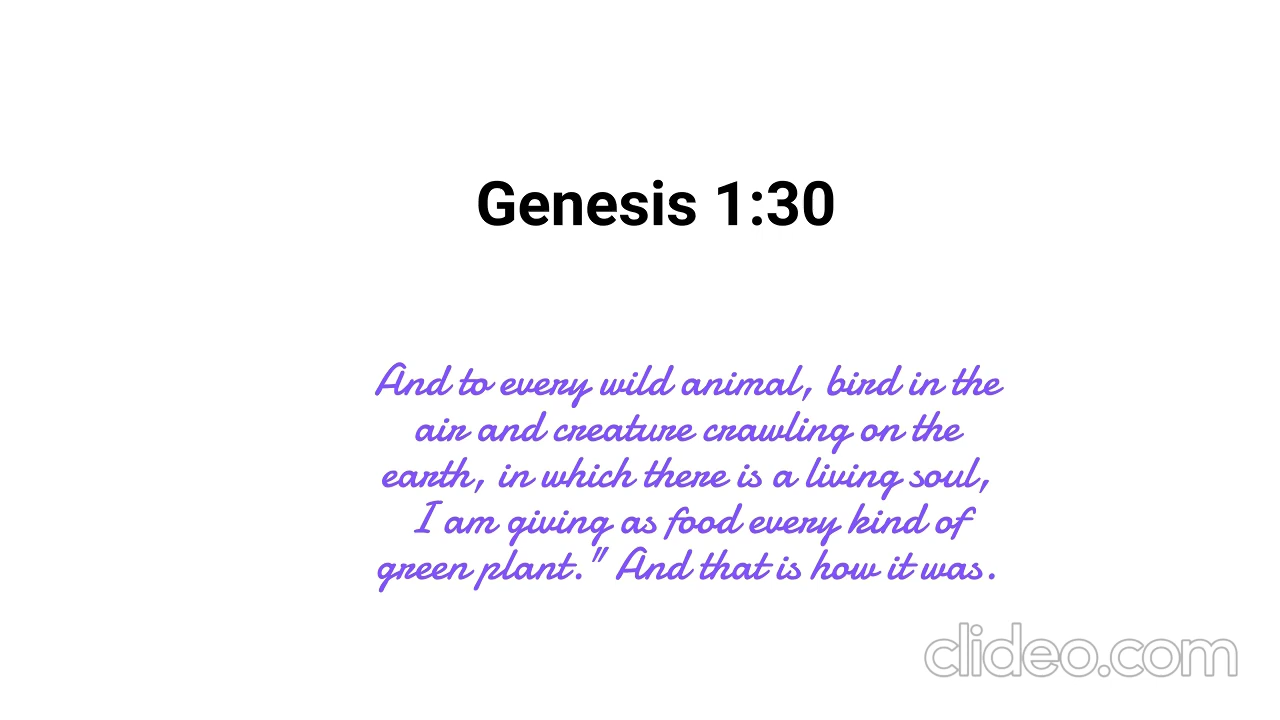 Genesis 1:30
And to every wild animal, bird in the
air and creature crawling on the
earth, in which there is a living soul,
I am giving as food every kind of
green plant." And that is how it was.
clideo.com